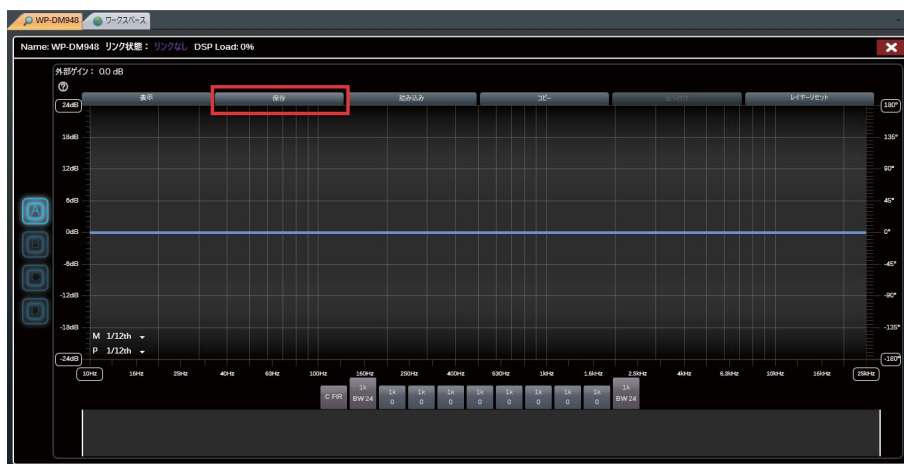 WP-DM948 ワークスペース
Name: WP-DM948 リンク状態： リンクなし DSP Load: 0%
外部ゲイン： 0.0 dB
?
表示 保存 読み込み コピー レイヤーリセット
24dB 180°
18dB 135°
12dB 90°
6dB 45°
A
0dB 0°
B
-6dB -45°
C
-12dB -90°
D
-18dB -135°
M 1/12th
P 1/12th
-24dB -180°
10Hz 16Hz 25Hz 40Hz 63Hz 100Hz 160Hz 250Hz 400Hz 630Hz 1kHz 1.6kHz 2.5kHz 4kHz 6.3kHz 10kHz 16kHz 25kHz
1k 1k 1k 1k 1k 1k 1k 1k 1k
C FIR BW 24 0 0 0 0 0 0 0 BW 24